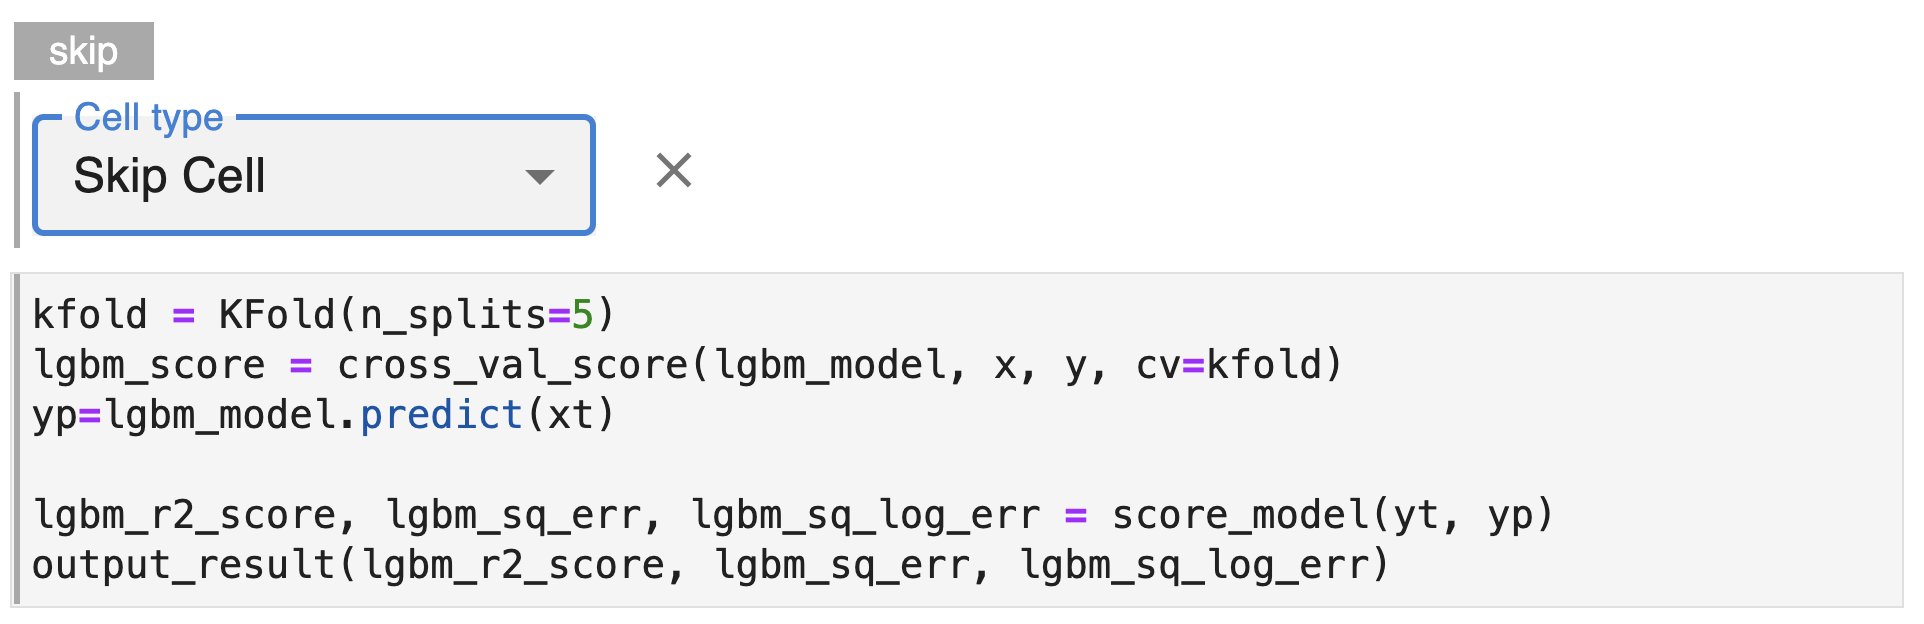 skip
Cell type
Skip Cell
kfold = KFold(n_splits=5)
lgbm_score = cross_val_score(lgbm_model, x, y, cv=kfold)
yp=lgbm_model.predict(xt)
lgbm_r2_score, lgbm_sq_err, lgbm_sq_log_err = score_model(yt, yp)
output_result(lgbm_r2_score, lgbm_sq_err, lgbm_sq_log_err)